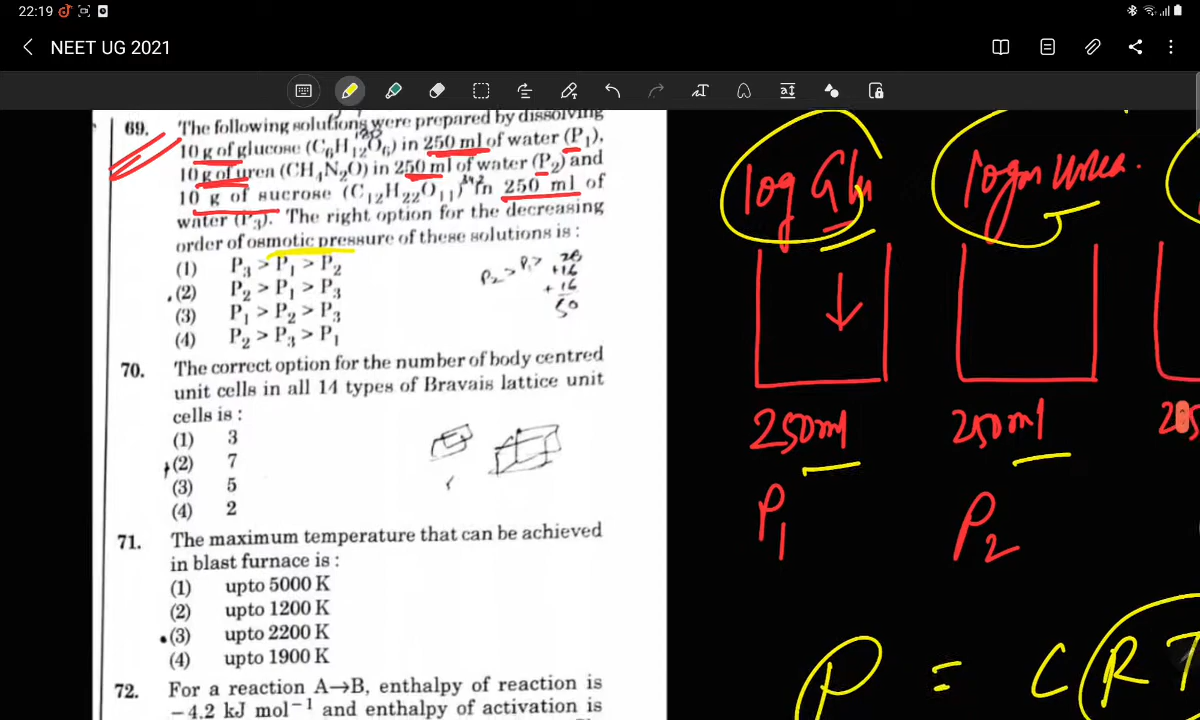 22:19
NEET UG 2021
69. The following solutions were prepared by dissolving
10 g of glucose (C₆H₁₂O₆) in 250 ml of water (P₁),
10 g of urea (CH₄N₂O) in 250 ml of water (P₂) and
10 g of sucrose (C₁₂H₂₂O₁₁) in 250 ml of
water (P₃). The right option for the decreasing
order of osmotic pressure of these solutions is :
(1) P₃ > P₁ > P₂
(2) P₂ > P₁ > P₃
(3) P₁ > P₂ > P₃
(4) P₂ > P₃ > P₁
180
342
P₂ > P₁ >
+16
+ 16
50
70. The correct option for the number of body centred
unit cells in all 14 types of Bravais lattice unit
cells is :
(1) 3
(2) 7
(3) 5
(4) 2
71. The maximum temperature that can be achieved
in blast furnace is :
(1) upto 5000 K
(2) upto 1200 K
(3) upto 2200 K
(4) upto 1900 K
72. For a reaction A→B, enthalpy of reaction is
−4.2 kJ mol⁻¹ and enthalpy of activation is
10g Glu
10gm Urea.
250ml
250ml
P₁
P₂
P = CRT